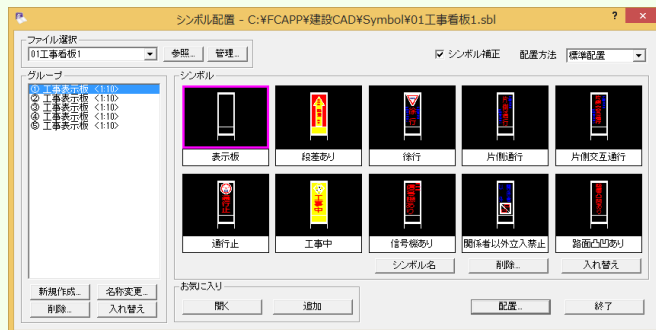 シンボル配置 - C:¥FCAPP¥建設CAD¥Symbol¥01工事看板1.sbl
? ×
ファイル選択
01工事看板1 参照... 管理...
シンボル補正 配置方法 標準配置
グループ
① 工事表示板 <1:10>
② 工事表示板 <1:10>
③ 工事表示板 <1:10>
④ 工事表示板 <1:10>
⑤ 工事表示板 <1:10>
シンボル
徐行
表示板 段差あり 徐行 片側通行 片側交互通行
通行止
工事中
通行止 工事中 信号機あり 関係者以外立入禁止 路面凸凹あり
シンボル名 削除... 入れ替え
新規作成... 名称変更...
削除... 入れ替え
お気に入り
開く 追加
配置... 終了